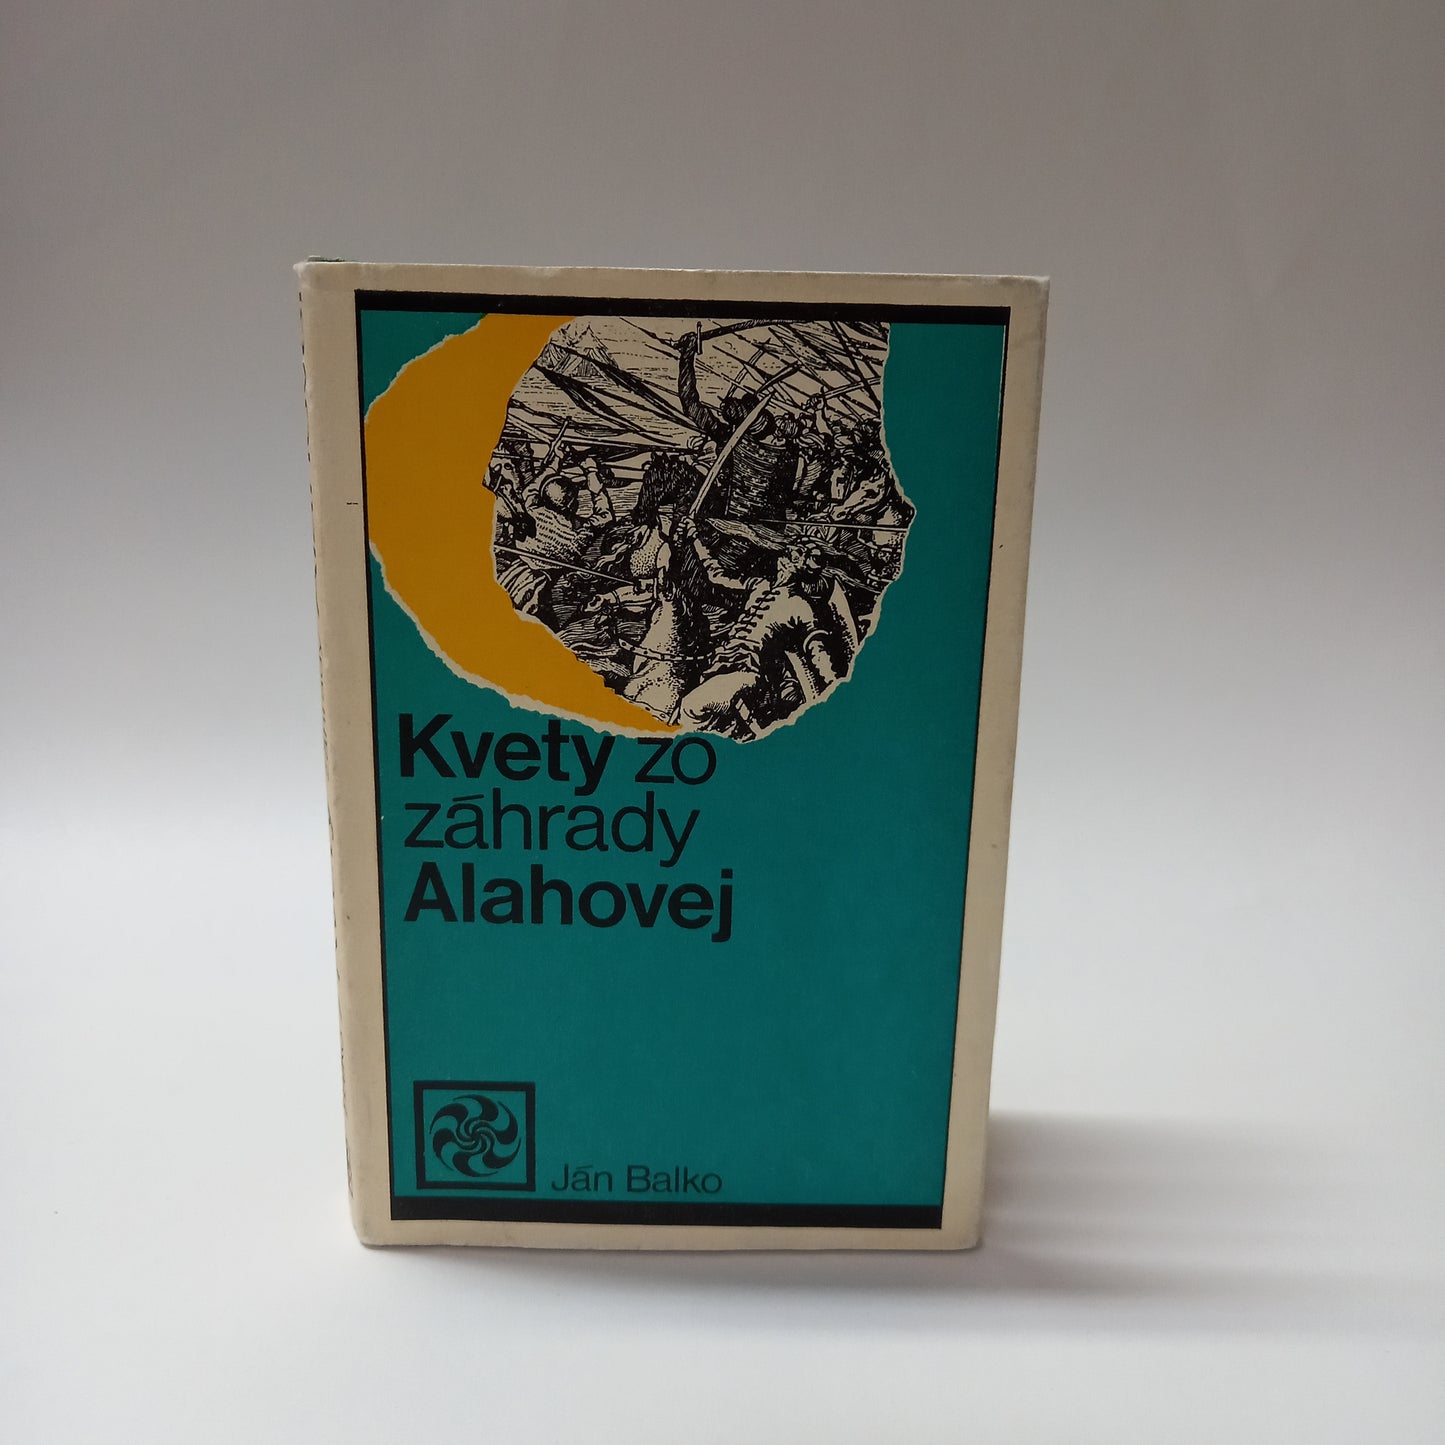 Kvety zo
záhrady
Alahovej
Ján Balko